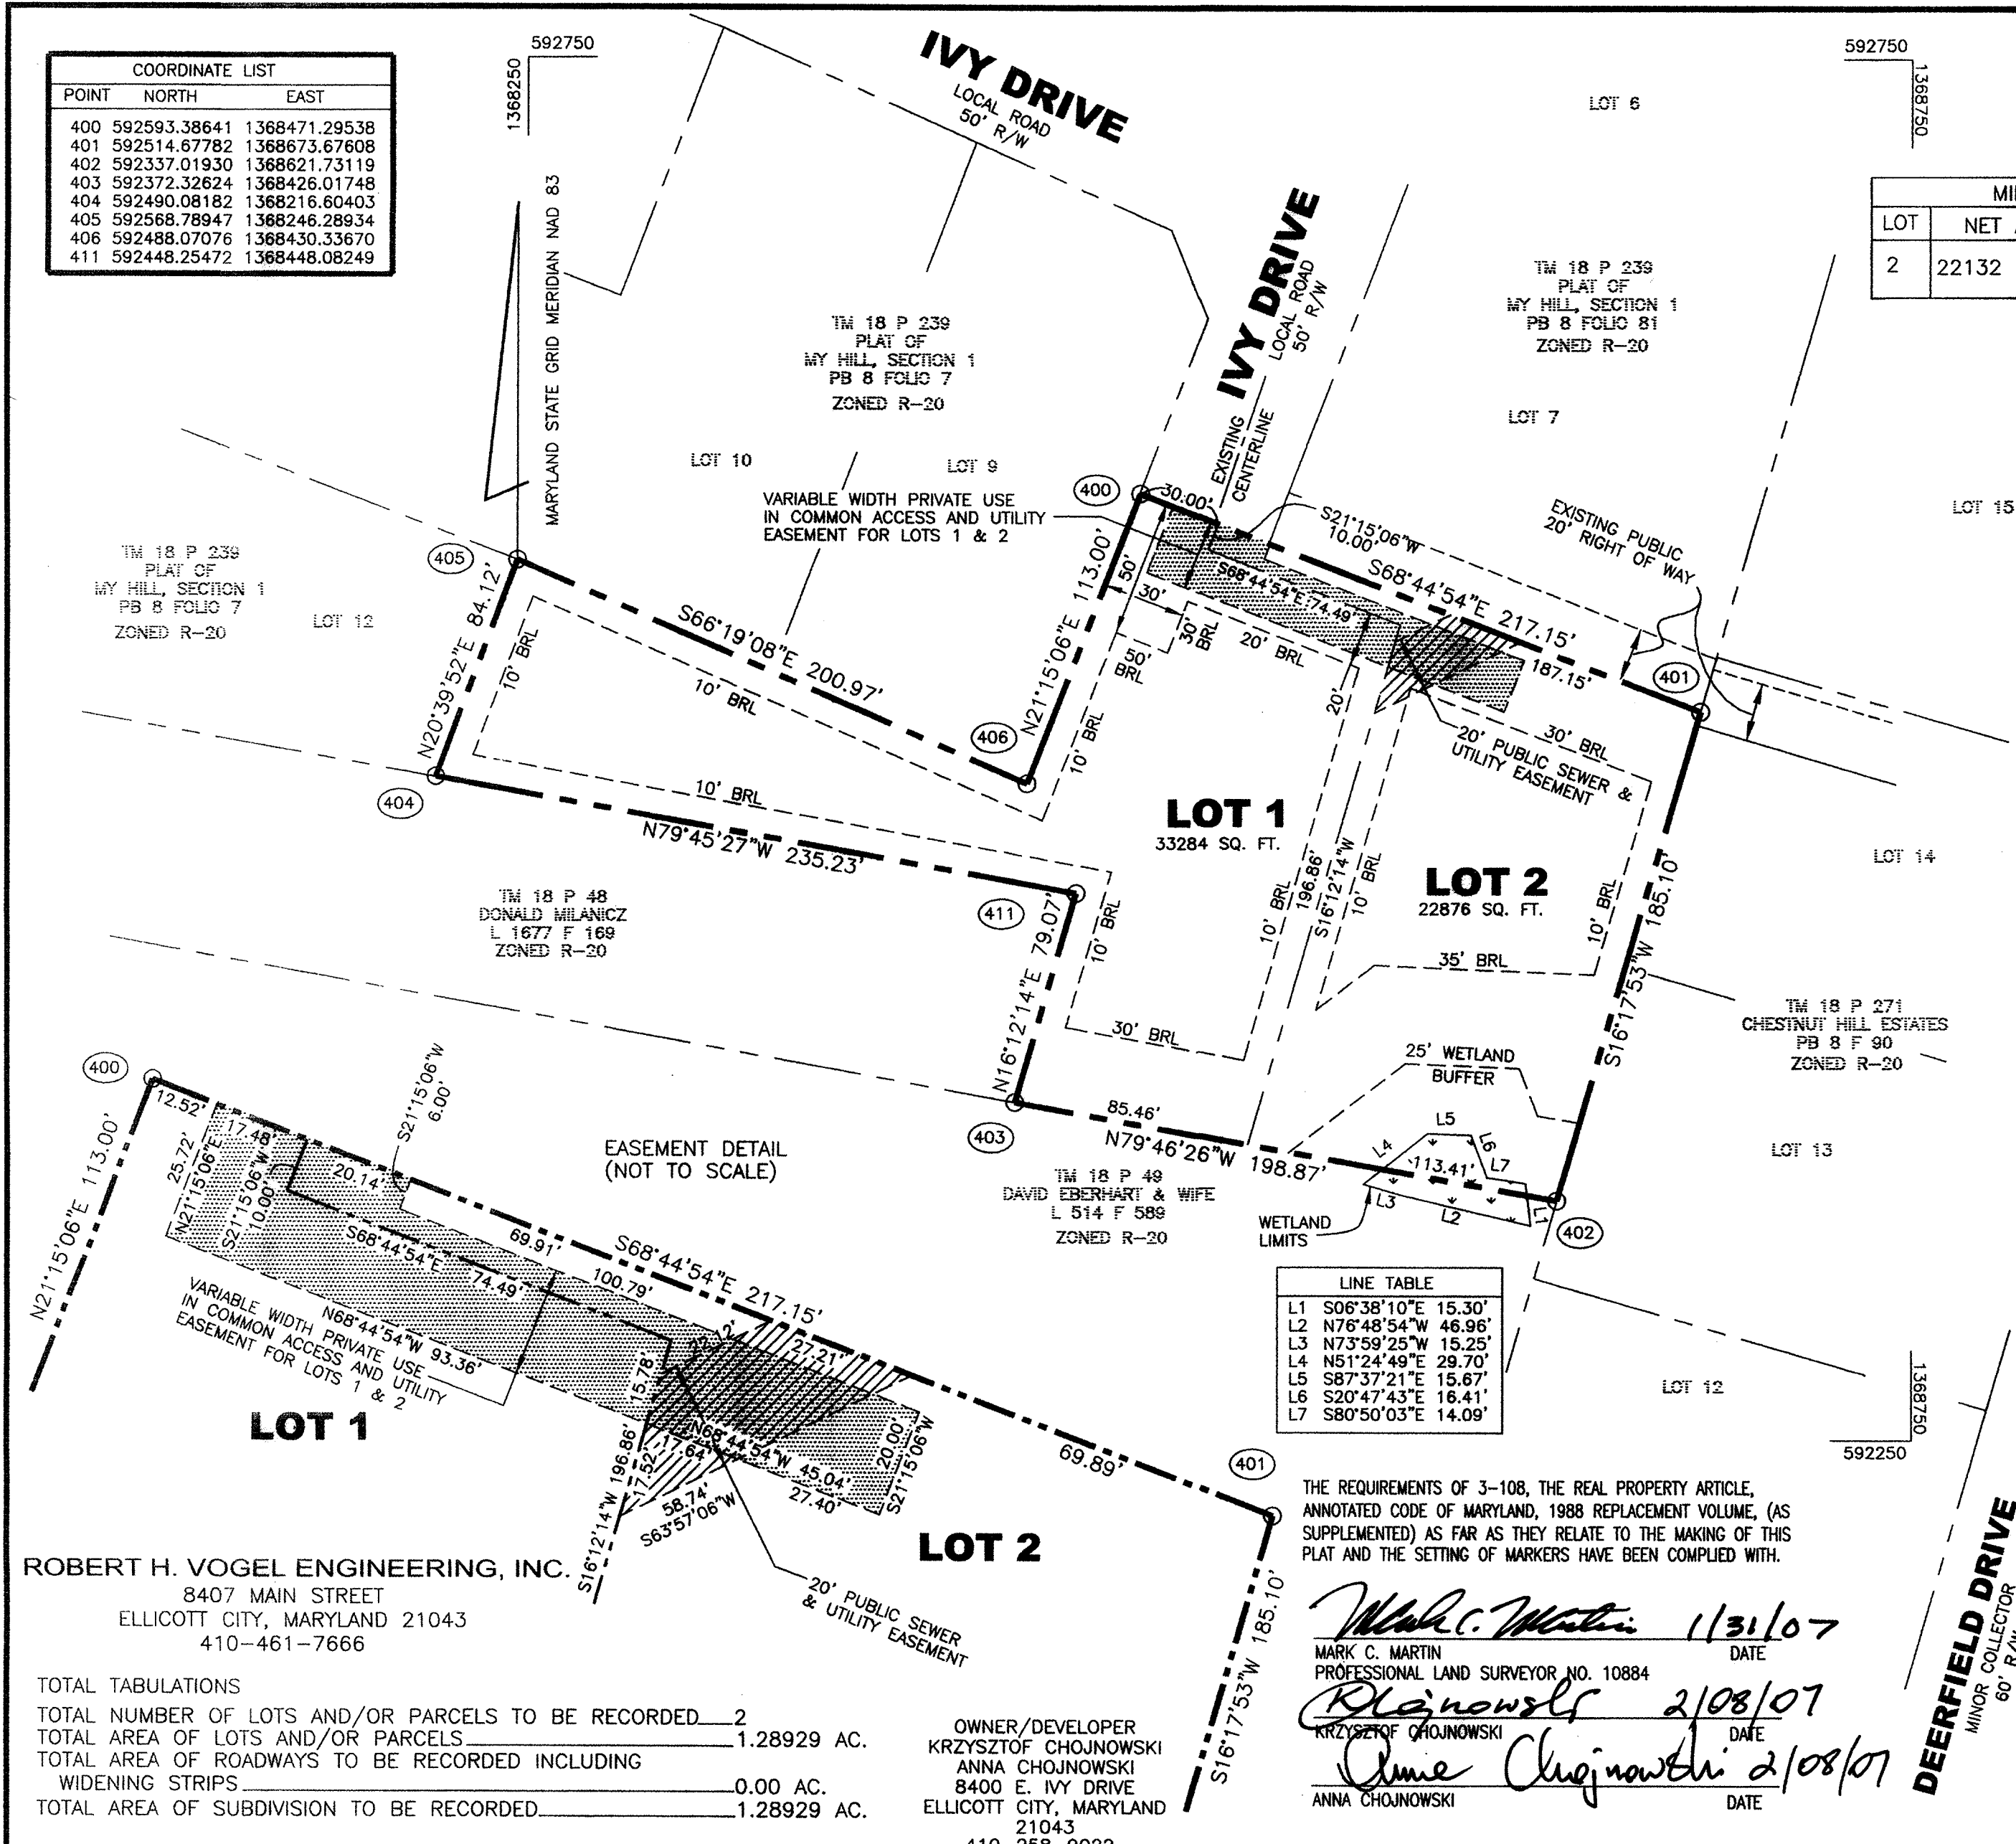 COORDINATE LIST
POINT NORTH EAST
400 592593.38641 1368471.29538
401 592514.67782 1368673.67608
402 592337.01930 1368621.73119
403 592372.32624 1368426.01748
404 592490.08182 1368216.60403
405 592568.78947 1368246.28934
406 592488.07076 1368430.33670
411 592448.25472 1368448.08249
592750
1368250
MARYLAND STATE GRID MERIDIAN NAD 83
IVY DRIVE
LOCAL ROAD
50' R/W
IVY DRIVE
LOCAL ROAD
50' R/W
EXISTING
CENTERLINE
592750
1368750
LOT 6
LOT
NET
2
22132
TM 18 P 239
PLAT OF
MY HILL, SECTION 1
PB 8 FOLIO 81
ZONED R-20
LOT 7
LOT 15
TM 18 P 239
PLAT OF
MY HILL, SECTION 1
PB 8 FOLIO 7
ZONED R-20
LOT 10
LOT 9
VARIABLE WIDTH PRIVATE USE
IN COMMON ACCESS AND UTILITY
EASEMENT FOR LOTS 1 & 2
TM 18 P 239
PLAT OF
MY HILL, SECTION 1
PB 8 FOLIO 7
ZONED R-20
LOT 12
405
400
30.00'
S21°15'06"W
10.00'
EXISTING PUBLIC
20' RIGHT OF WAY
S68°44'54"E 217.15'
S68°44'54"E 74.49'
187.15'
401
N20°39'52"E 84.12'
10' BRL
S66°19'08"E 200.97'
10' BRL
N21°15'06"E 113.00'
50'
30'
30'
BRL
50'
BRL
20' BRL
20'
10' BRL
406
30' BRL
20' PUBLIC SEWER &
UTILITY EASEMENT
404
10' BRL
N79°45'27"W 235.23'
LOT 1
33284 SQ. FT.
10' BRL
196.86'
S16°12'14"W
10' BRL
LOT 2
22876 SQ. FT.
10' BRL
S16°17'53"W 185.10'
LOT 14
TM 18 P 48
DONALD MILANICZ
L 1677 F 169
ZONED R-20
411
N16°12'14"E 79.07'
10' BRL
30' BRL
35' BRL
TM 18 P 271
CHESTNUT HILL ESTATES
PB 8 F 90
ZONED R-20
25' WETLAND
BUFFER
403
85.46'
N79°46'26"W 198.87'
113.41'
L5
L4
L6
L7
L3
L2
L1
402
WETLAND
LIMITS
LOT 13
TM 18 P 49
DAVID EBERHART & WIFE
L 514 F 589
ZONED R-20
LINE TABLE
L1 S06°38'10"E 15.30'
L2 N76°48'54"W 46.96'
L3 N73°59'25"W 15.25'
L4 N51°24'49"E 29.70'
L5 S87°37'21"E 15.67'
L6 S20°47'43"E 16.41'
L7 S80°50'03"E 14.09'
LOT 12
1368750
592250
EASEMENT DETAIL
(NOT TO SCALE)
400
12.52'
N21°15'06"E 113.00'
25.72'
N21°15'06"E
17.48'
S21°15'06"W
10.00'
20.14'
S21°15'06"W
6.00'
69.91'
S68°44'54"E 217.15'
S68°44'54"E 74.49'
100.79'
VARIABLE WIDTH PRIVATE USE
IN COMMON ACCESS AND UTILITY
EASEMENT FOR LOTS 1 & 2
N68°44'54"W 93.36'
22.12'
27.21'
15.78'
N68°44'54"W 45.04'
17.64'
17.52'
27.40'
20.00'
S21°15'06"W
58.74'
S63°57'06"W
S16°12'14"W 196.86'
69.89'
401
S16°17'53"W 185.10'
LOT 1
LOT 2
20' PUBLIC SEWER
& UTILITY EASEMENT
ROBERT H. VOGEL ENGINEERING, INC.
8407 MAIN STREET
ELLICOTT CITY, MARYLAND 21043
410-461-7666
TOTAL TABULATIONS
TOTAL NUMBER OF LOTS AND/OR PARCELS TO BE RECORDED 2
TOTAL AREA OF LOTS AND/OR PARCELS 1.28929 AC.
TOTAL AREA OF ROADWAYS TO BE RECORDED INCLUDING
WIDENING STRIPS 0.00 AC.
TOTAL AREA OF SUBDIVISION TO BE RECORDED 1.28929 AC.
OWNER/DEVELOPER
KRZYSZTOF CHOJNOWSKI
ANNA CHOJNOWSKI
8400 E. IVY DRIVE
ELLICOTT CITY, MARYLAND
21043
THE REQUIREMENTS OF 3-108, THE REAL PROPERTY ARTICLE,
ANNOTATED CODE OF MARYLAND, 1988 REPLACEMENT VOLUME, (AS
SUPPLEMENTED) AS FAR AS THEY RELATE TO THE MAKING OF THIS
PLAT AND THE SETTING OF MARKERS HAVE BEEN COMPLIED WITH.
Mark C. Martin 1/31/07
MARK C. MARTIN DATE
PROFESSIONAL LAND SURVEYOR NO. 10884
2/08/07
KRZYSZTOF CHOJNOWSKI DATE
Chojnowski 2/08/07
ANNA CHOJNOWSKI DATE
DEERFIELD DRIVE
MINOR COLLECTOR
60' R/W